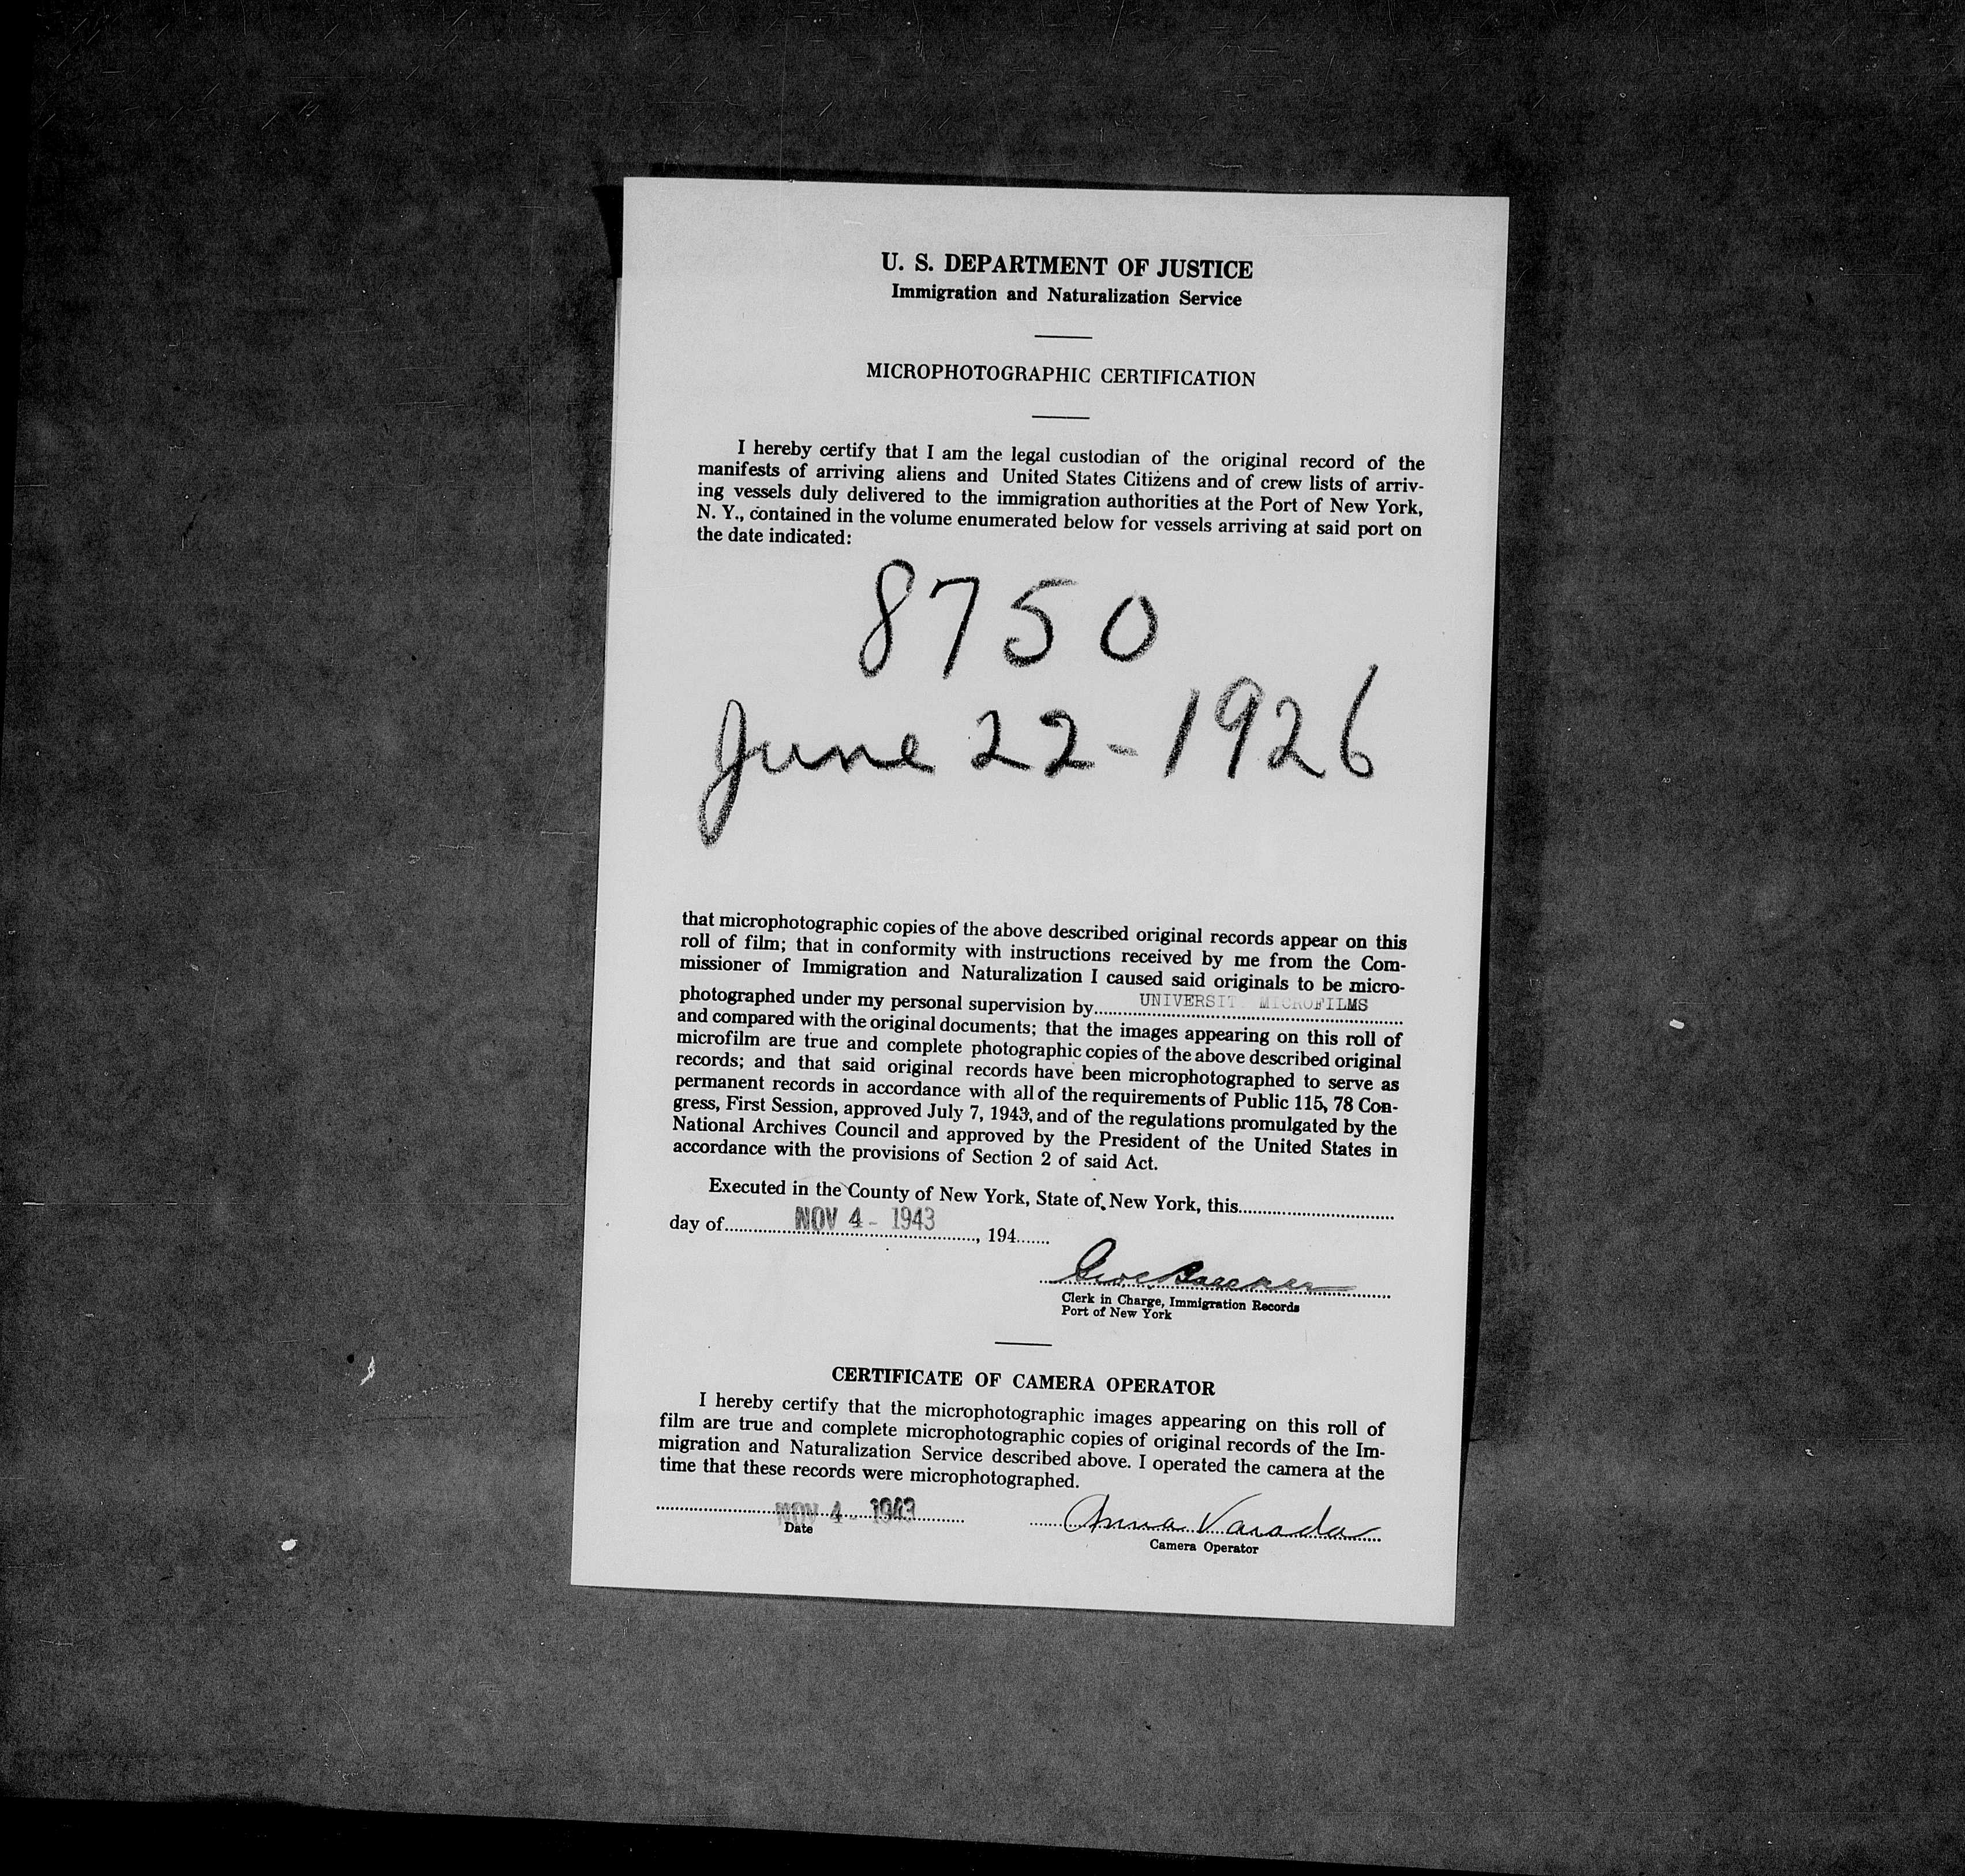 U. S. DEPARTMENT OF JUSTICE
Immigration and Naturalization Service
MICROPHOTOGRAPHIC CERTIFICATION
I hereby certify that I am the legal custodian of the original record of the
manifests of arriving aliens and United States Citizens and of crew lists of arriv-
ing vessels duly delivered to the immigration authorities at the Port of New York,
N. Y., contained in the volume enumerated below for vessels arriving at said port on
the date indicated:
8750
June 22-1926
that microphotographic copies of the above described original records appear on this
roll of film; that in conformity with instructions received by me from the Com-
missioner of Immigration and Naturalization I caused said originals to be micro-
photographed under my personal supervision by UNIVERSIT MICROFILMS
and compared with the original documents; that the images appearing on this roll of
microfilm are true and complete photographic copies of the above described original
records; and that said original records have been microphotographed to serve as
permanent records in accordance with all of the requirements of Public 115, 78 Con-
gress, First Session, approved July 7, 1943, and of the regulations promulgated by the
National Archives Council and approved by the President of the United States in
accordance with the provisions of Section 2 of said Act.
Executed in the County of New York, State of New York, this
day of NOV 4 - 1943, 194
Clerk in Charge, Immigration Records
Port of New York
CERTIFICATE OF CAMERA OPERATOR
I hereby certify that the microphotographic images appearing on this roll of
film are true and complete microphotographic copies of original records of the Im-
migration and Naturalization Service described above. I operated the camera at the
time that these records were microphotographed.
NOV 4 - 1943 Anna Varada
Date
Camera Operator